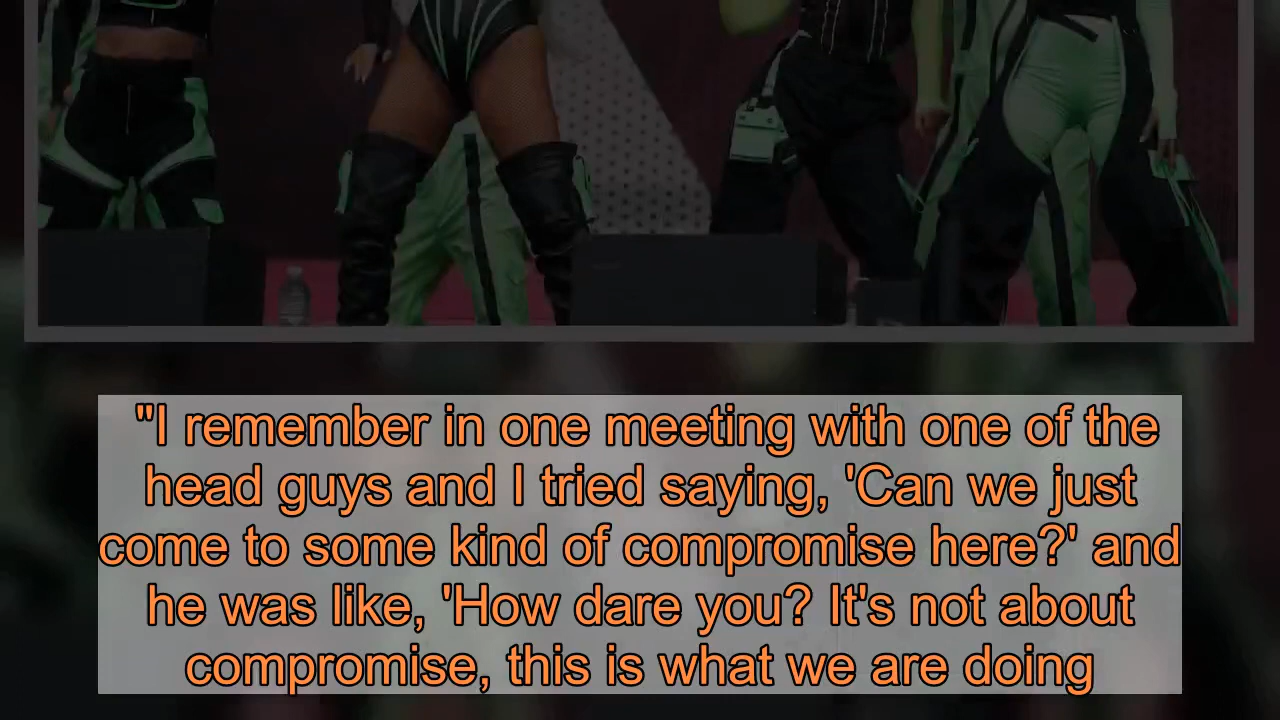 "I remember in one meeting with one of the
head guys and I tried saying, 'Can we just
come to some kind of compromise here?' and
he was like, 'How dare you? It's not about
compromise, this is what we are doing